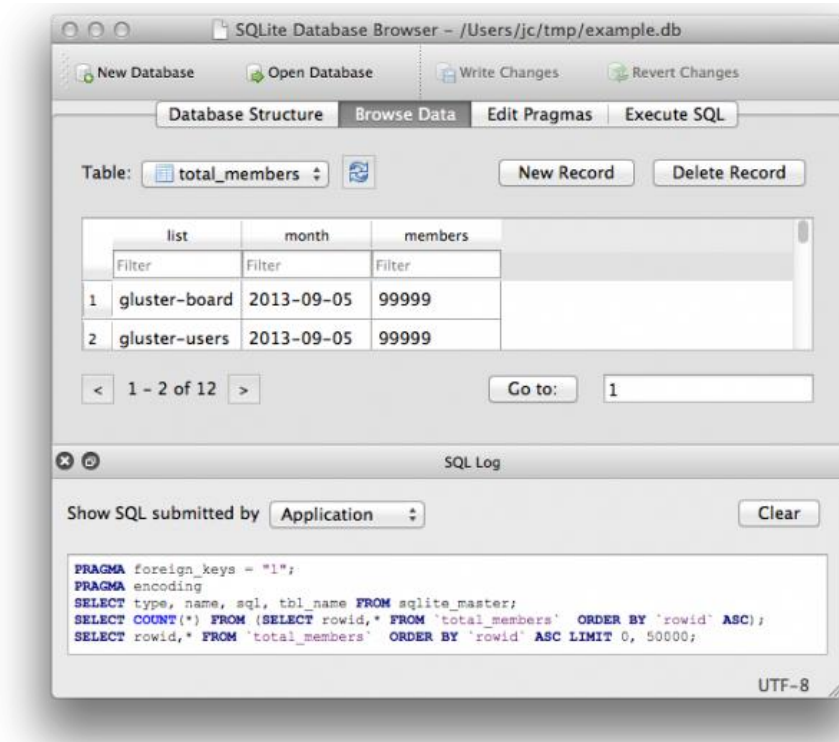 SQLite Database Browser - /Users/jc/tmp/example.db
New Database Open Database Write Changes Revert Changes
Database Structure Browse Data Edit Pragmas Execute SQL
Table: total_members New Record Delete Record
list month members
Filter Filter Filter
1 gluster-board 2013-09-05 99999
2 gluster-users 2013-09-05 99999
< 1 - 2 of 12 > Go to: 1
SQL Log
Show SQL submitted by Application Clear
PRAGMA foreign_keys = "1";
PRAGMA encoding
SELECT type, name, sql, tbl_name FROM sqlite_master;
SELECT COUNT(*) FROM (SELECT rowid,* FROM `total_members` ORDER BY `rowid` ASC);
SELECT rowid,* FROM `total_members` ORDER BY `rowid` ASC LIMIT 0, 50000;
UTF-8